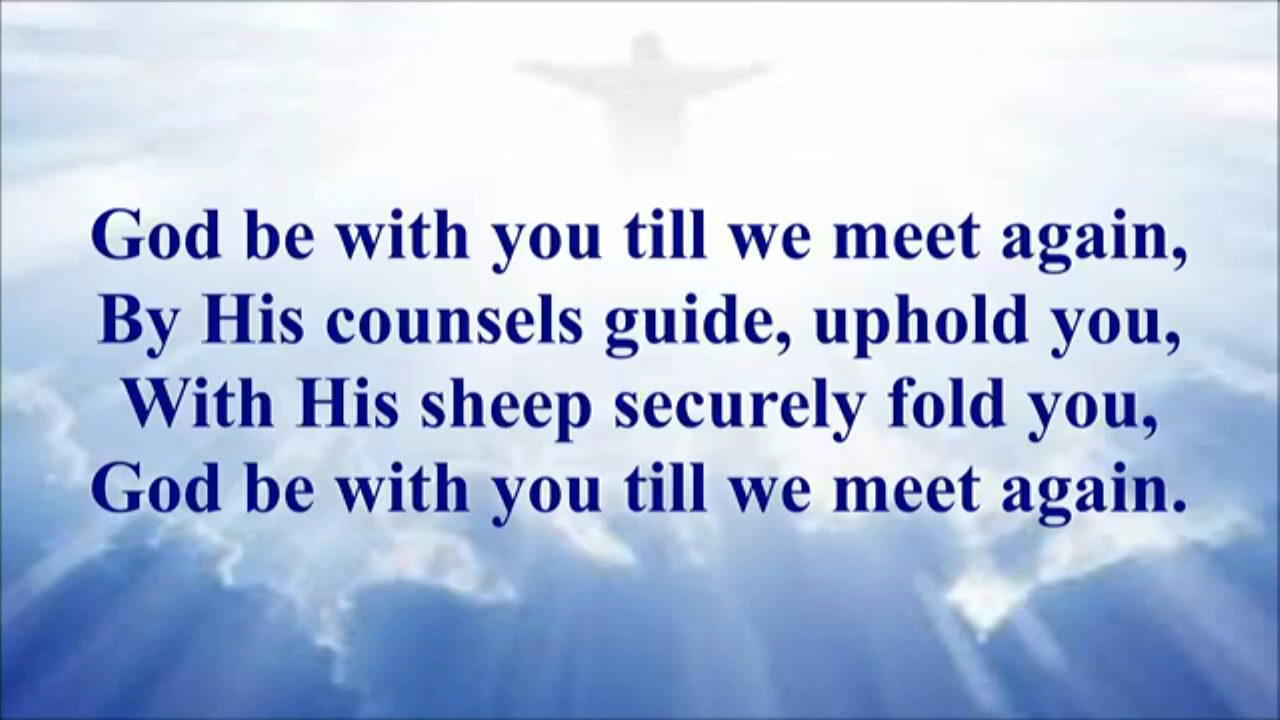 God be with you till we meet again,
By His counsels guide, uphold you,
With His sheep securely fold you,
God be with you till we meet again.